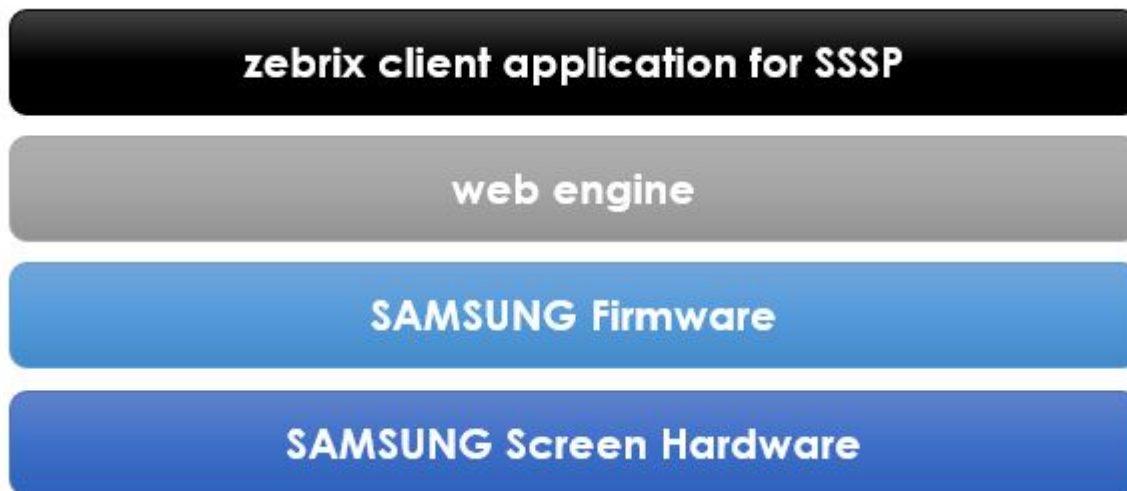 zebrix client application for SSSP
web engine
SAMSUNG Firmware
SAMSUNG Screen Hardware